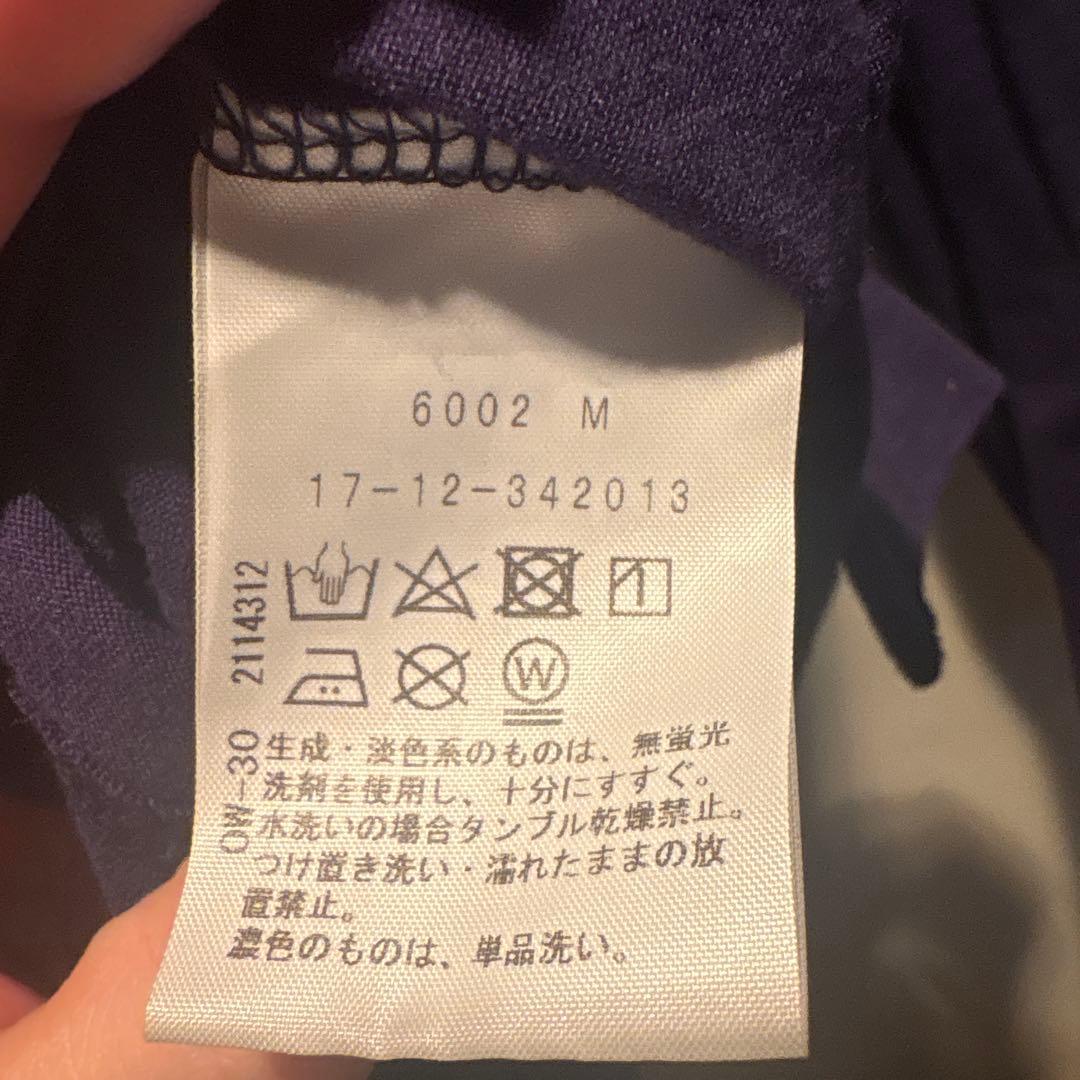 6002 M
17-12-342013
2114312
W
OW-30
生成・淡色系のものは、無蛍光
洗剤を使用し、十分にすすぐ。
水洗いの場合タンブル乾燥禁止。
つけ置き洗い・濡れたままの放
置禁止。
濃色のものは、単品洗い。